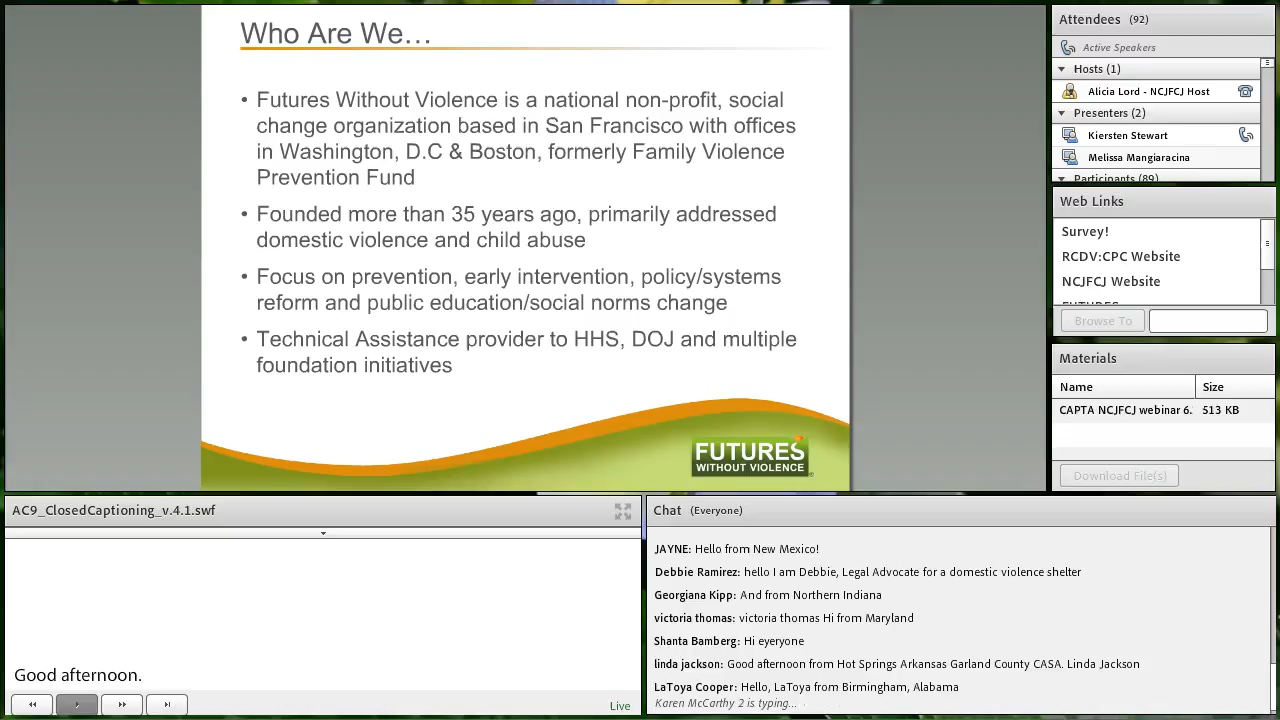 Who Are We…
• Futures Without Violence is a national non-profit, social
change organization based in San Francisco with offices
in Washington, D.C & Boston, formerly Family Violence
Prevention Fund
• Founded more than 35 years ago, primarily addressed
domestic violence and child abuse
• Focus on prevention, early intervention, policy/systems
reform and public education/social norms change
• Technical Assistance provider to HHS, DOJ and multiple
foundation initiatives
FUTURES
WITHOUT VIOLENCE
Attendees (92)
Active Speakers
Hosts (1)
Alicia Lord - NCJFCJ Host
Presenters (2)
Kiersten Stewart
Melissa Mangiaracina
Participants (89)
Web Links
Survey!
RCDV:CPC Website
NCJFCJ Website
FUTURES
Browse To
Materials
Name Size
CAPTA NCJFCJ webinar 6. 513 KB
Download File(s)
AC9_ClosedCaptioning_v.4.1.swf
Good afternoon.
Live
Chat (Everyone)
JAYNE: Hello from New Mexico!
Debbie Ramirez: hello I am Debbie, Legal Advocate for a domestic violence shelter
Georgiana Kipp: And from Northern Indiana
victoria thomas: victoria thomas Hi from Maryland
Shanta Bamberg: Hi eyeryone
linda jackson: Good afternoon from Hot Springs Arkansas Garland County CASA. Linda Jackson
LaToya Cooper: Hello, LaToya from Birmingham, Alabama
Karen McCarthy 2 is typing...